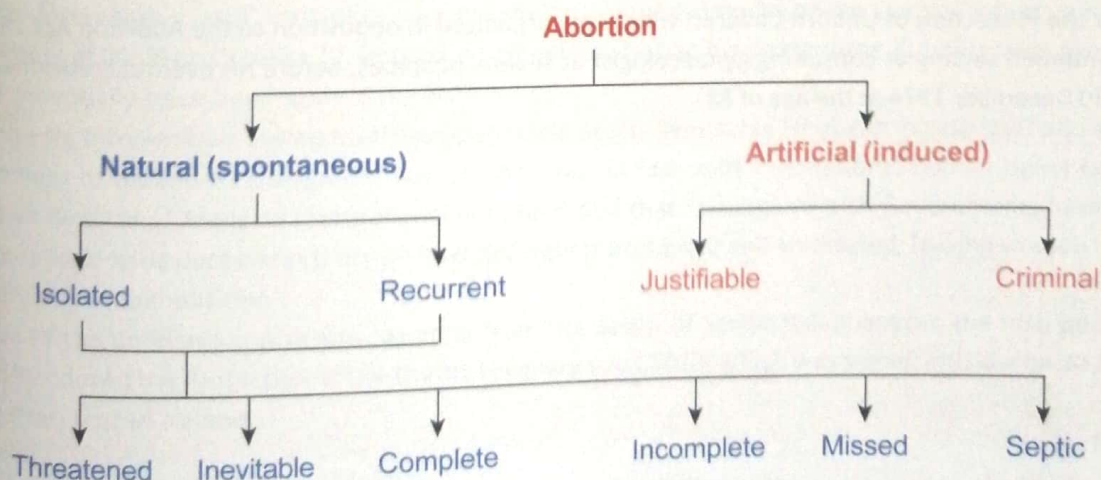 Abortion
Natural (spontaneous)
Artificial (induced)
Isolated
Recurrent
Justifiable
Criminal
Threatened
Inevitable
Complete
Incomplete
Missed
Septic